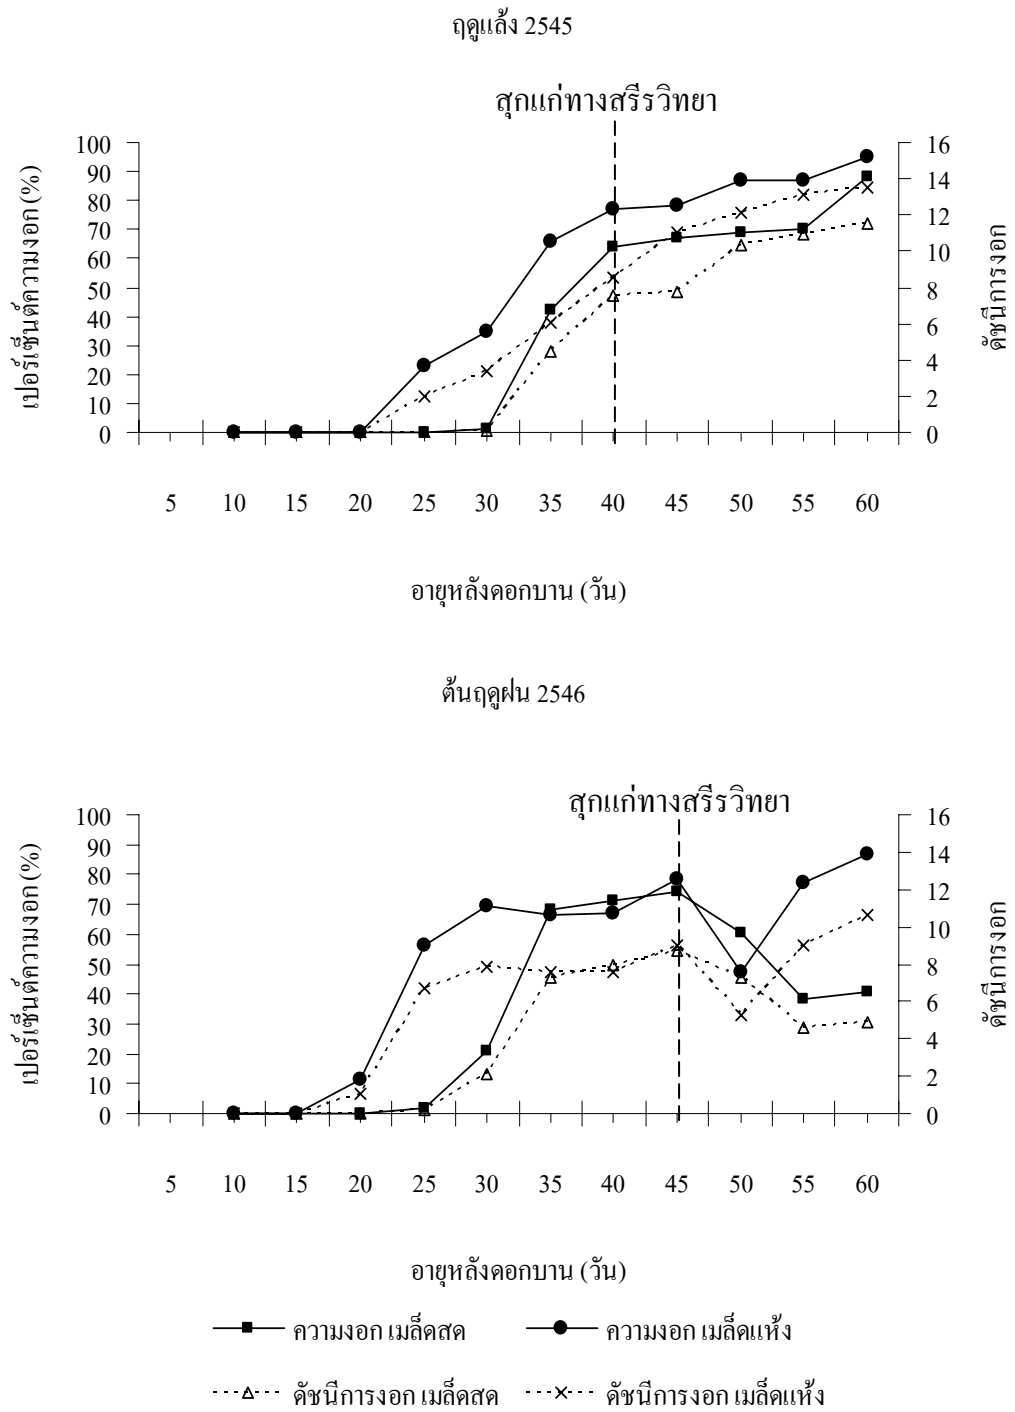 ฤดูแล้ง 2545
สุกแก่ทางสรีรวิทยา
เปอร์เซ็นต์ความงอก (%)
100
90
80
70
60
50
40
30
20
10
0
16
14
12
10
8
6
4
2
0
ดัชนีการงอก
5 10 15 20 25 30 35 40 45 50 55 60
อายุหลังดอกบาน (วัน)
ต้นฤดูฝน 2546
สุกแก่ทางสรีรวิทยา
เปอร์เซ็นต์ความงอก (%)
100
90
80
70
60
50
40
30
20
10
0
16
14
12
10
8
6
4
2
0
ดัชนีการงอก
5 10 15 20 25 30 35 40 45 50 55 60
อายุหลังดอกบาน (วัน)
ความงอก เมล็ดสด ความงอก เมล็ดแห้ง
ดัชนีการงอก เมล็ดสด ดัชนีการงอก เมล็ดแห้ง